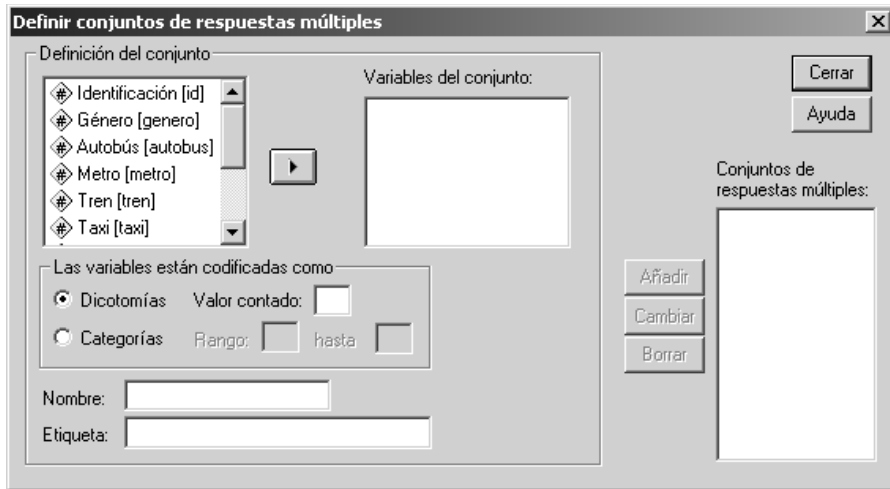 Definir conjuntos de respuestas múltiples
Definición del conjunto
Identificación [id]
Género [genero]
Autobús [autobus]
Metro [metro]
Tren [tren]
Taxi [taxi]
Variables del conjunto:
Cerrar
Ayuda
Conjuntos de
respuestas múltiples:
Las variables están codificadas como
Dicotomías Valor contado:
Categorías Rango: hasta
Añadir
Cambiar
Borrar
Nombre:
Etiqueta: